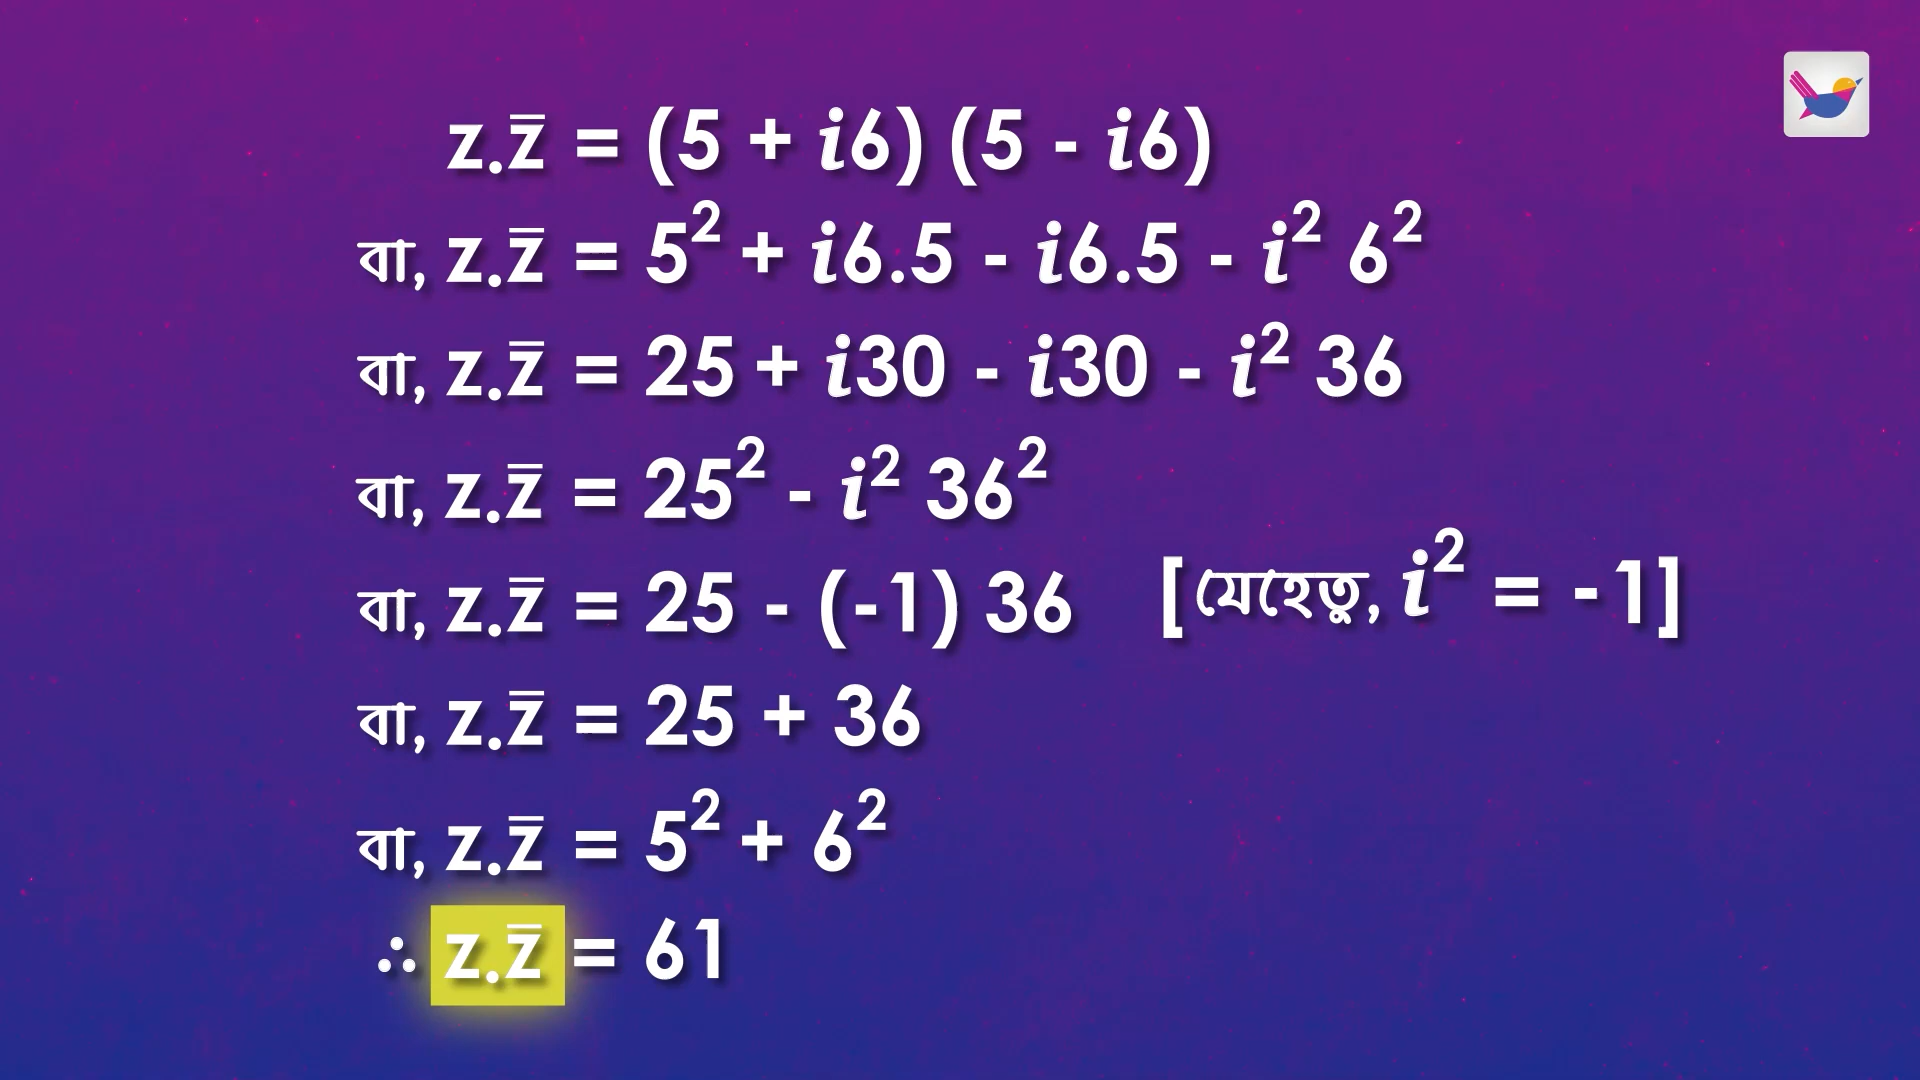 z.z̄ = (5 + i6) (5 - i6)
বা, z.z̄ = 5² + i6.5 - i6.5 - i² 6²
বা, z.z̄ = 25 + i30 - i30 - i² 36
বা, z.z̄ = 25² - i² 36²
বা, z.z̄ = 25 - (-1) 36 [যেহেতু, i² = -1]
বা, z.z̄ = 25 + 36
বা, z.z̄ = 5² + 6²
∴ z.z̄ = 61